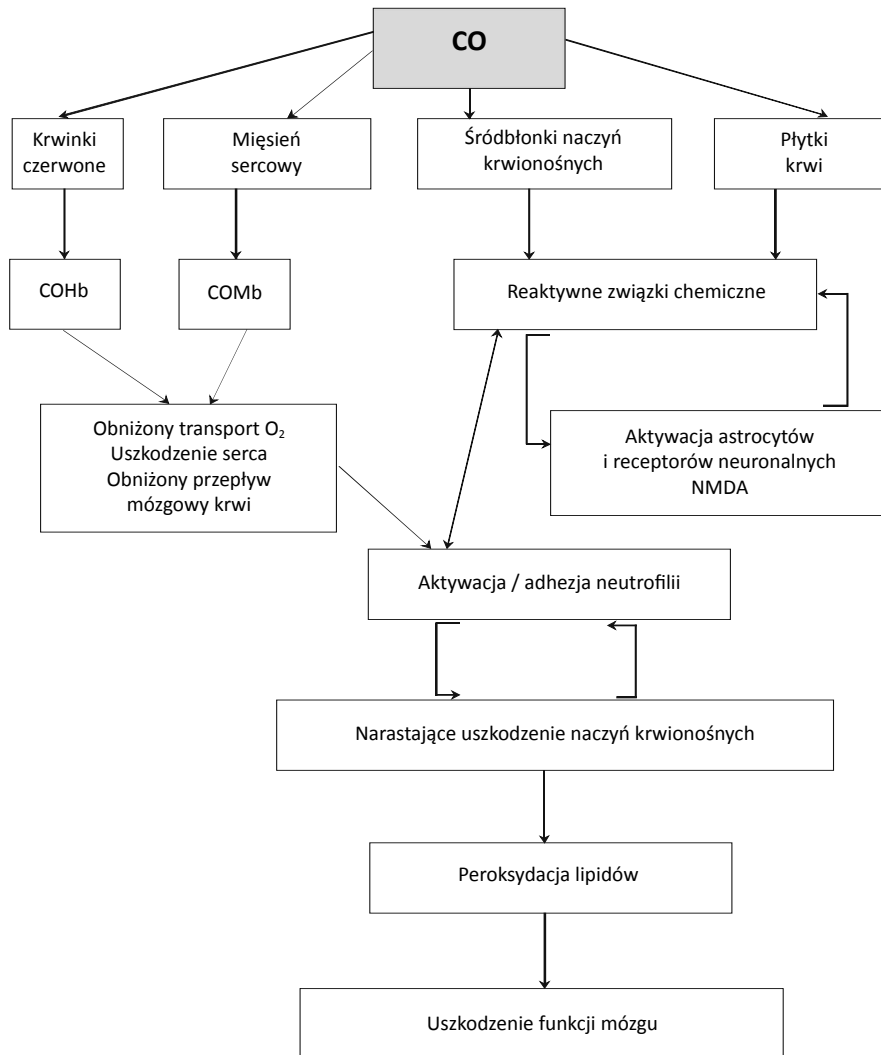 CO
Krwinki
czerwone
Mięsień
sercowy
Śródbłonki naczyń
krwionośnych
Płytki
krwi
COHb
COMb
Reaktywne związki chemiczne
Obniżony transport O₂
Uszkodzenie serca
Obniżony przepływ
mózgowy krwi
Aktywacja astrocytów
i receptorów neuronalnych
NMDA
Aktywacja / adhezja neutrofilii
Narastające uszkodzenie naczyń krwionośnych
Peroksydacja lipidów
Uszkodzenie funkcji mózgu